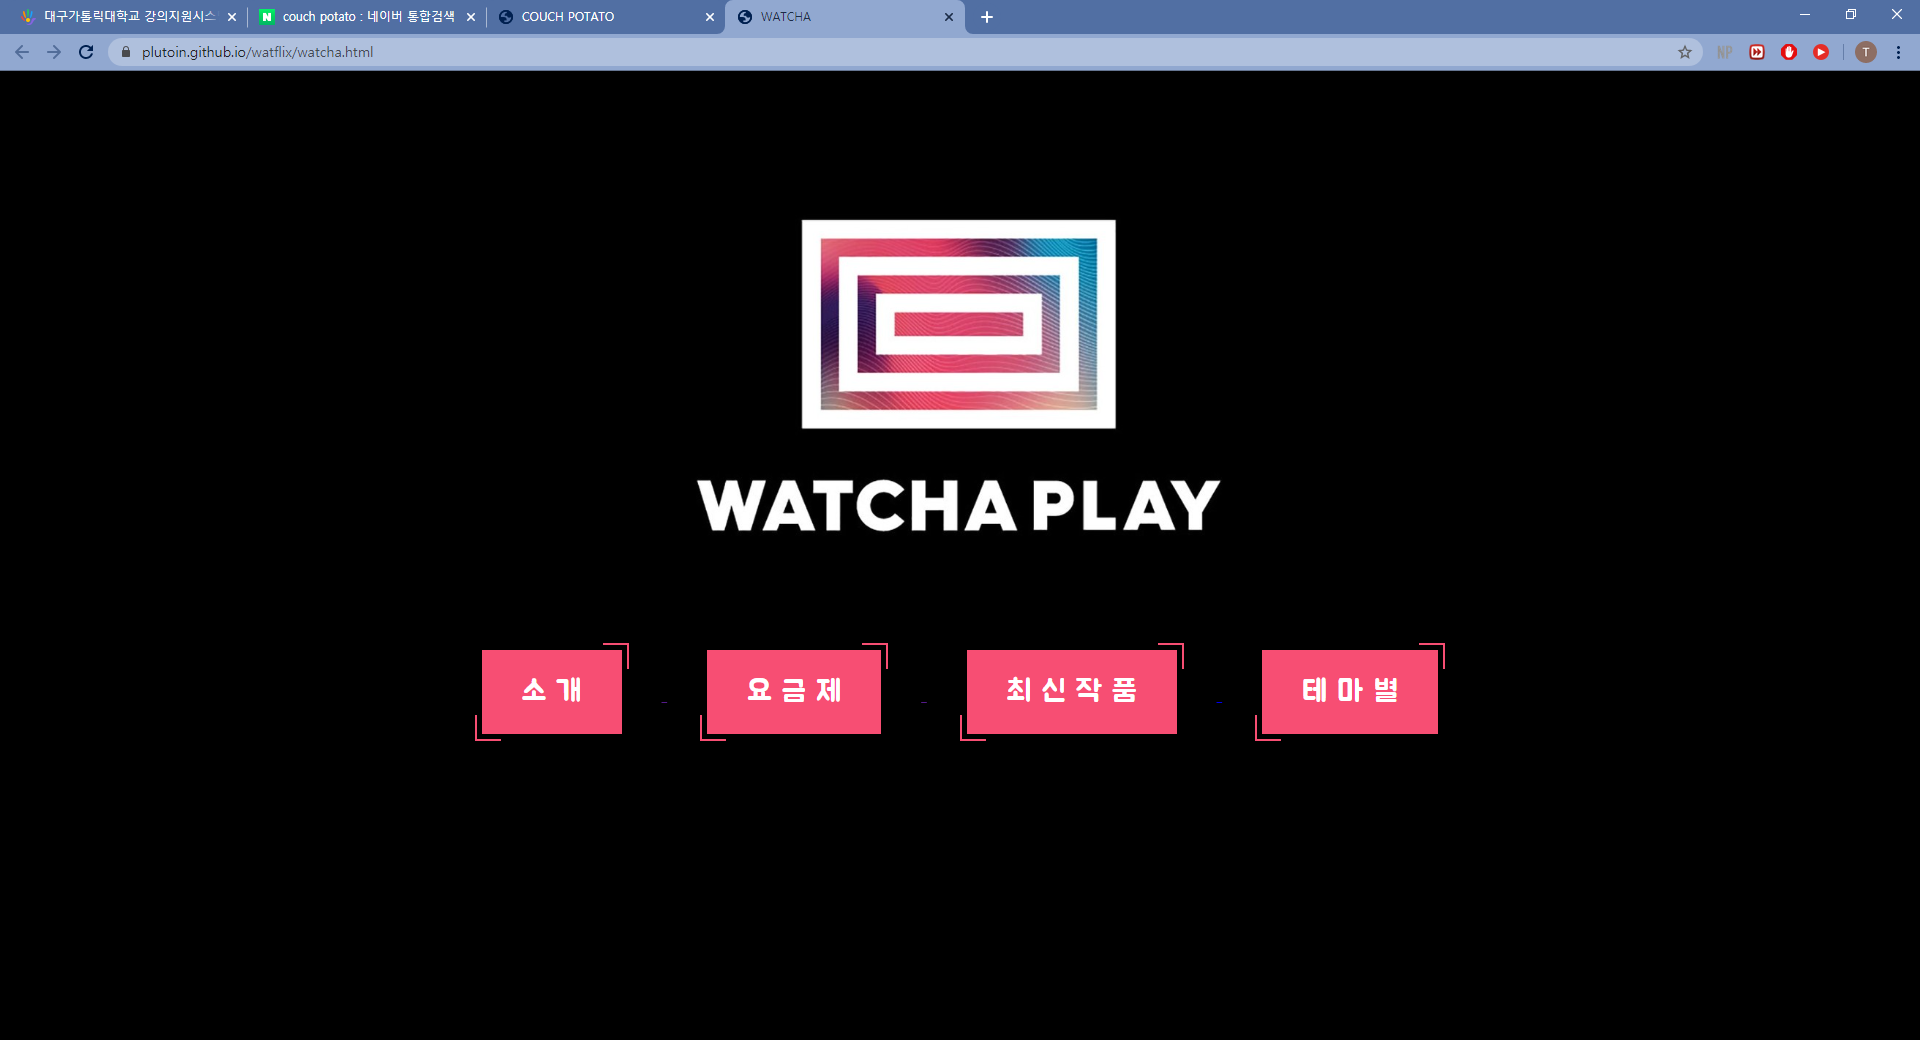 대구가톨릭대학교 강의지원시스
couch potato : 네이버 통합검색
COUCH POTATO
WATCHA
plutoin.github.io/watflix/watcha.html
NP
T
WATCHA PLAY
소개
요금제
최신작품
테마별